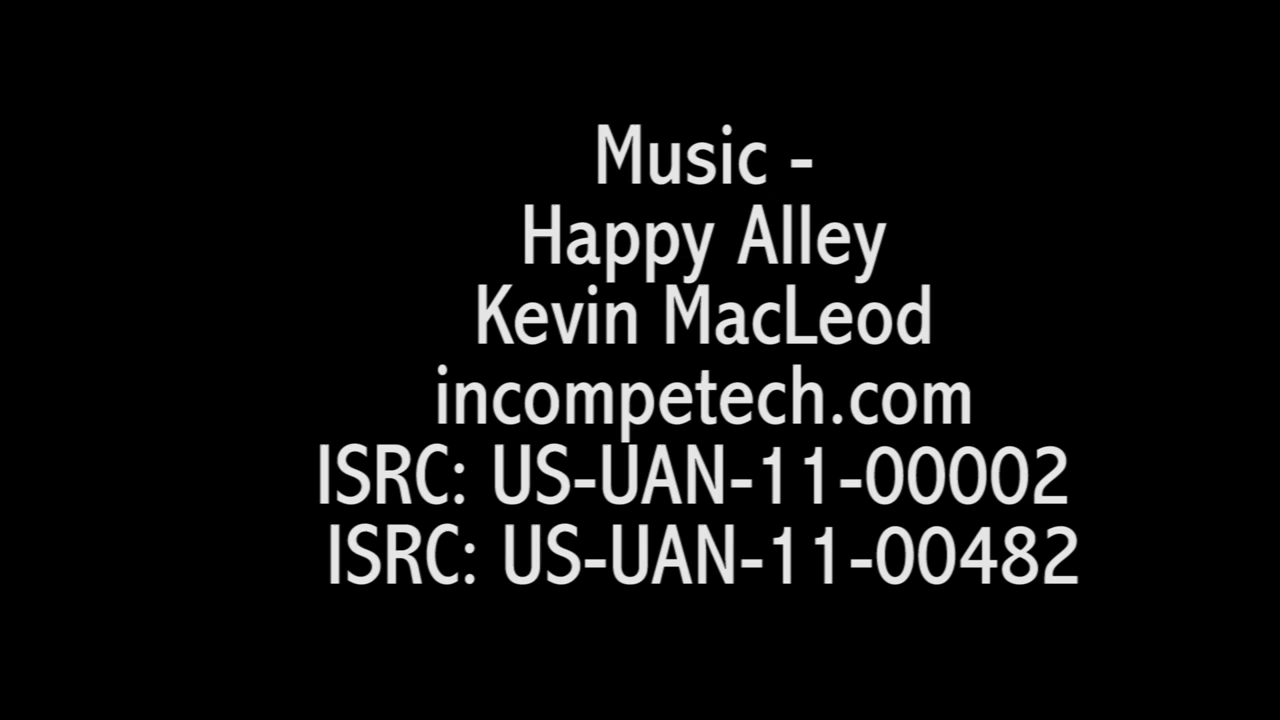 Music -
Happy Alley
Kevin MacLeod
incompetech.com
ISRC: US-UAN-11-00002
ISRC: US-UAN-11-00482